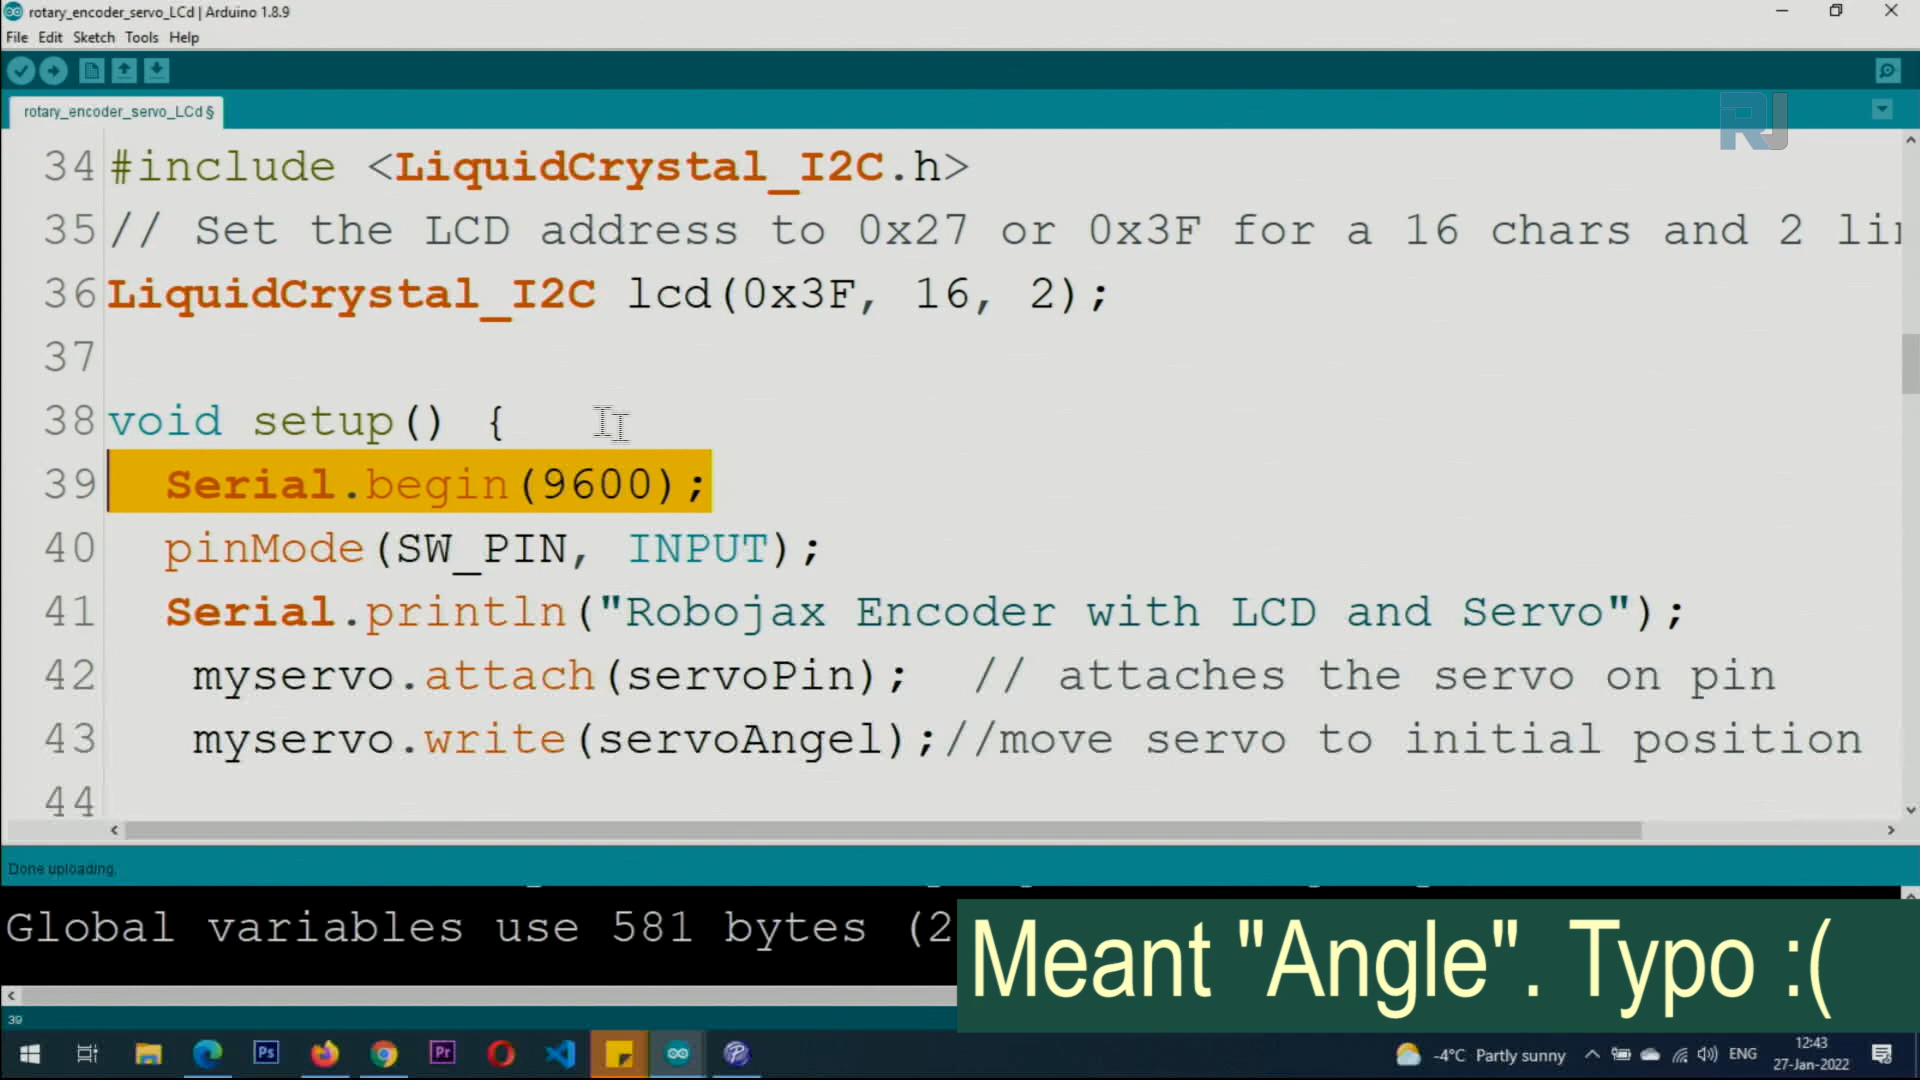 rotary_encoder_servo_LCd | Arduino 1.8.9
File Edit Sketch Tools Help
rotary_encoder_servo_LCd §
RJ
34 #include <LiquidCrystal_I2C.h>
35 // Set the LCD address to 0x27 or 0x3F for a 16 chars and 2 li
36 LiquidCrystal_I2C lcd(0x3F, 16, 2);
37
38 void setup() {
39 Serial.begin(9600);
40 pinMode(SW_PIN, INPUT);
41 Serial.println("Robojax Encoder with LCD and Servo");
42 myservo.attach(servoPin); // attaches the servo on pin
43 myservo.write(servoAngel);//move servo to initial position
44
Done uploading.
Global variables use 581 bytes (2
Meant "Angle". Typo :(
39
Ps
Pr
-4°C Partly sunny
ENG
12:43
27-Jan-2022